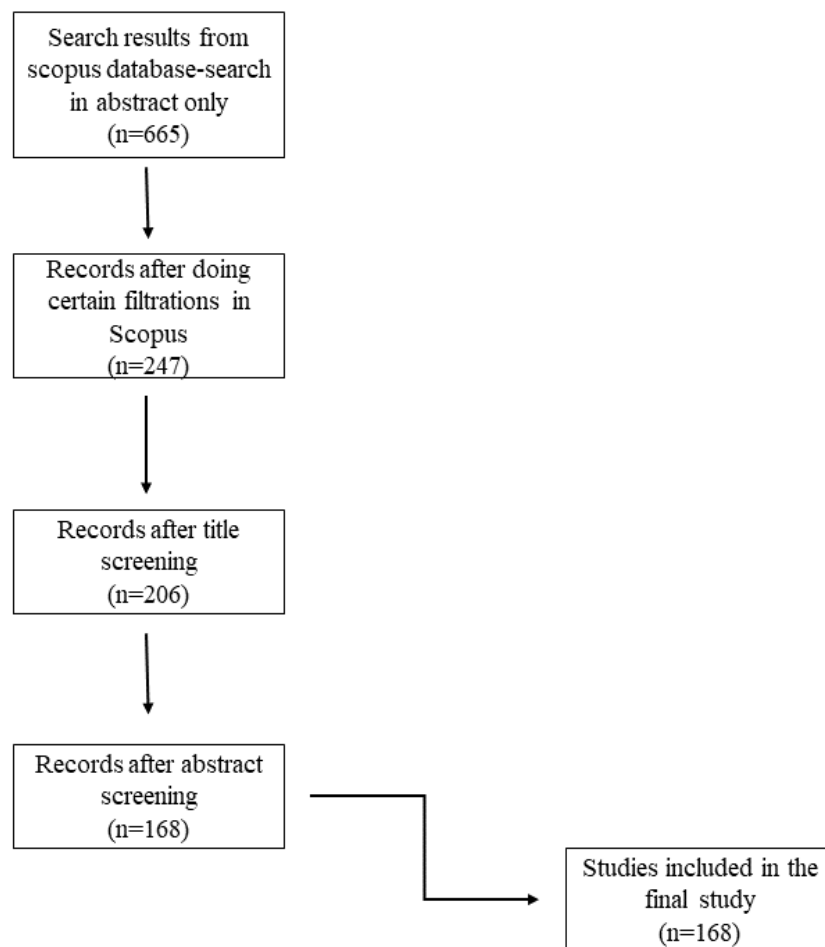 Search results from
scopus database-search
in abstract only
(n=665)
Records after doing
certain filtrations in
Scopus
(n=247)
Records after title
screening
(n=206)
Records after abstract
screening
(n=168)
Studies included in the
final study
(n=168)